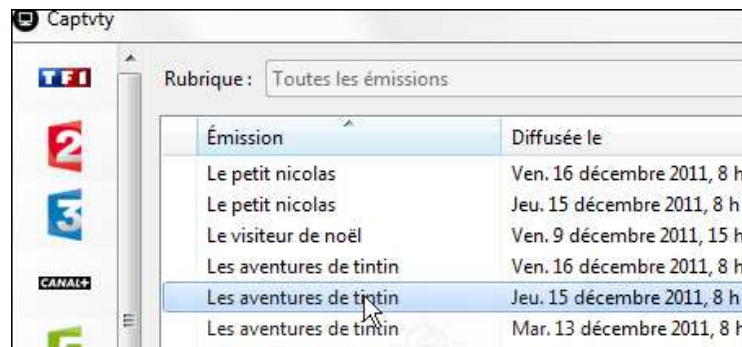 Captvty
TF1
Rubrique : Toutes les émissions
2
Émission Diffusée le
Le petit nicolas Ven. 16 décembre 2011, 8 h
3
Le petit nicolas Jeu. 15 décembre 2011, 8 h
Le visiteur de noël Ven. 9 décembre 2011, 15 h
CANAL+
Les aventures de tintin Ven. 16 décembre 2011, 8 h
Les aventures de tintin Jeu. 15 décembre 2011, 8 h
5
Les aventures de tintin Mar. 13 décembre 2011, 8 h